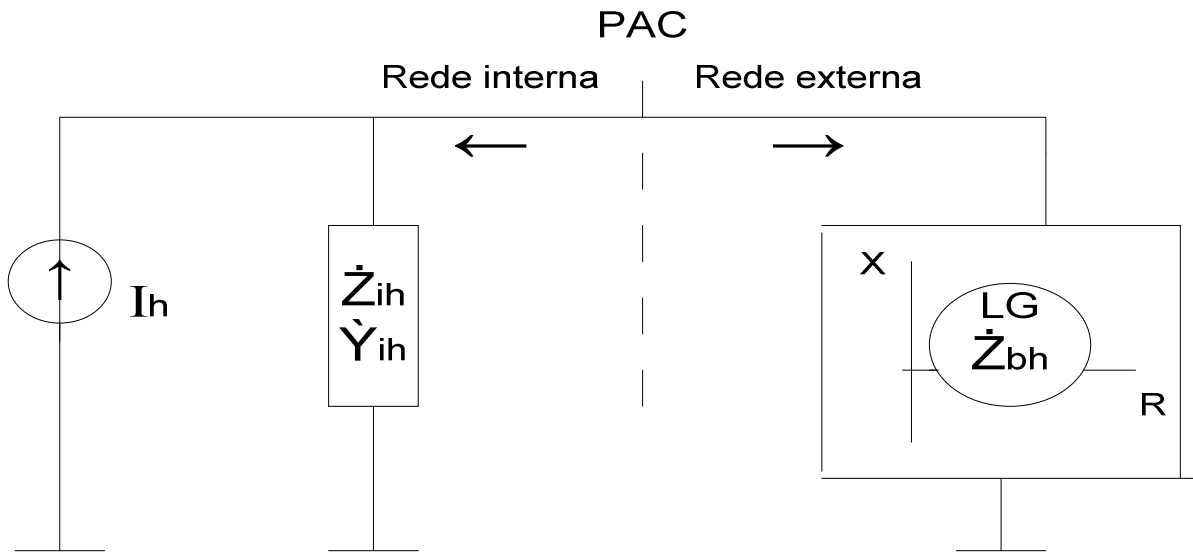 PAC
Rede interna
Rede externa
Ih
Żih
Ỳih
X
LG
Żbh
R